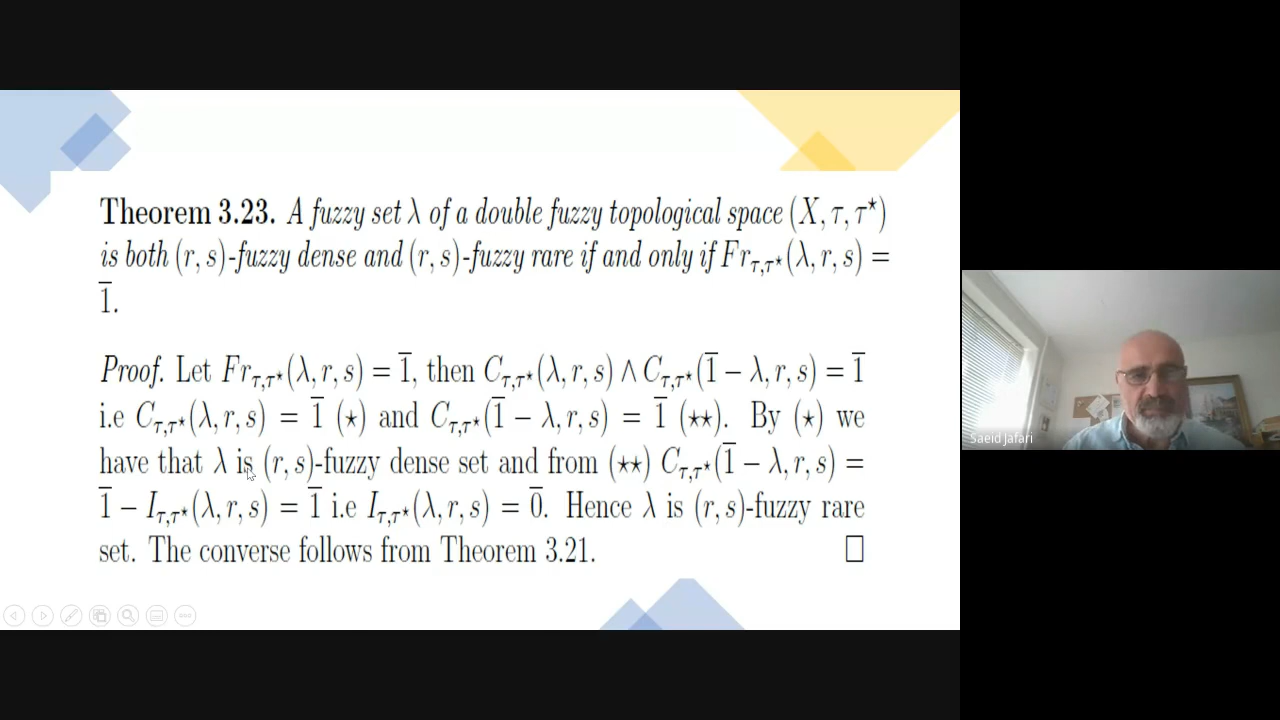 Theorem 3.23. A fuzzy set λ of a double fuzzy topological space (X, τ, τ⋆)
is both (r, s)-fuzzy dense and (r, s)-fuzzy rare if and only if Fr_{τ,τ⋆}(λ, r, s) =
1̅.
Proof. Let Fr_{τ,τ⋆}(λ, r, s) = 1̅, then C_{τ,τ⋆}(λ, r, s) ∧ C_{τ,τ⋆}(1̅ − λ, r, s) = 1̅
i.e C_{τ,τ⋆}(λ, r, s) = 1̅ (⋆) and C_{τ,τ⋆}(1̅ − λ, r, s) = 1̅ (⋆⋆). By (⋆) we
have that λ is (r, s)-fuzzy dense set and from (⋆⋆) C_{τ,τ⋆}(1̅ − λ, r, s) =
1̅ − I_{τ,τ⋆}(λ, r, s) = 1̅ i.e I_{τ,τ⋆}(λ, r, s) = 0̅. Hence λ is (r, s)-fuzzy rare
set. The converse follows from Theorem 3.21. □
Saeid Jafari